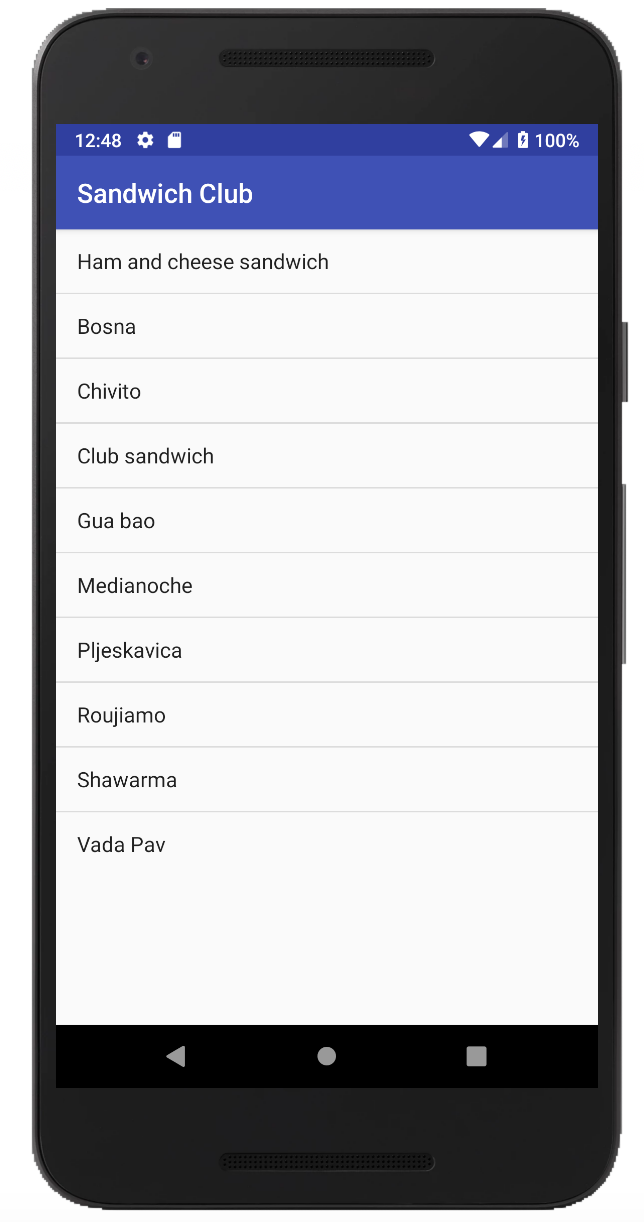 12:48 100%
Sandwich Club
Ham and cheese sandwich
Bosna
Chivito
Club sandwich
Gua bao
Medianoche
Pljeskavica
Roujiamo
Shawarma
Vada Pav